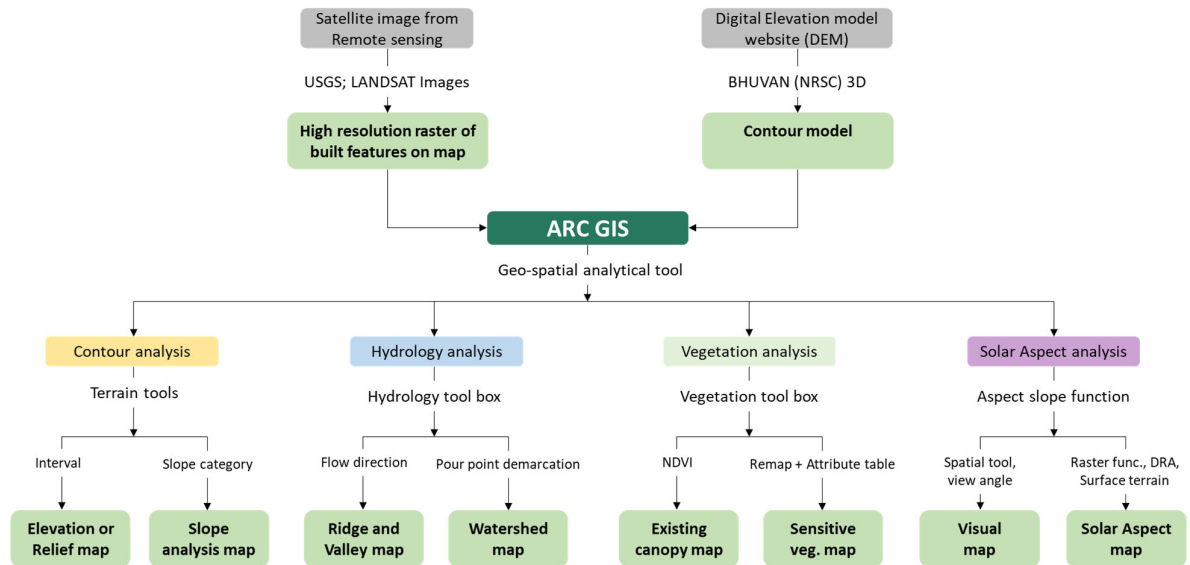 Satellite image from
Remote sensing
Digital Elevation model
website (DEM)
USGS; LANDSAT Images
BHUVAN (NRSC) 3D
High resolution raster of
built features on map
Contour model
ARC GIS
Geo-spatial analytical tool
Contour analysis
Hydrology analysis
Vegetation analysis
Solar Aspect analysis
Terrain tools
Hydrology tool box
Vegetation tool box
Aspect slope function
Interval
Slope category
Flow direction
Pour point demarcation
NDVI
Remap + Attribute table
Spatial tool,
view angle
Raster func., DRA,
Surface terrain
Elevation or
Relief map
Slope
analysis map
Ridge and
Valley map
Watershed
map
Existing
canopy map
Sensitive
veg. map
Visual
map
Solar Aspect
map